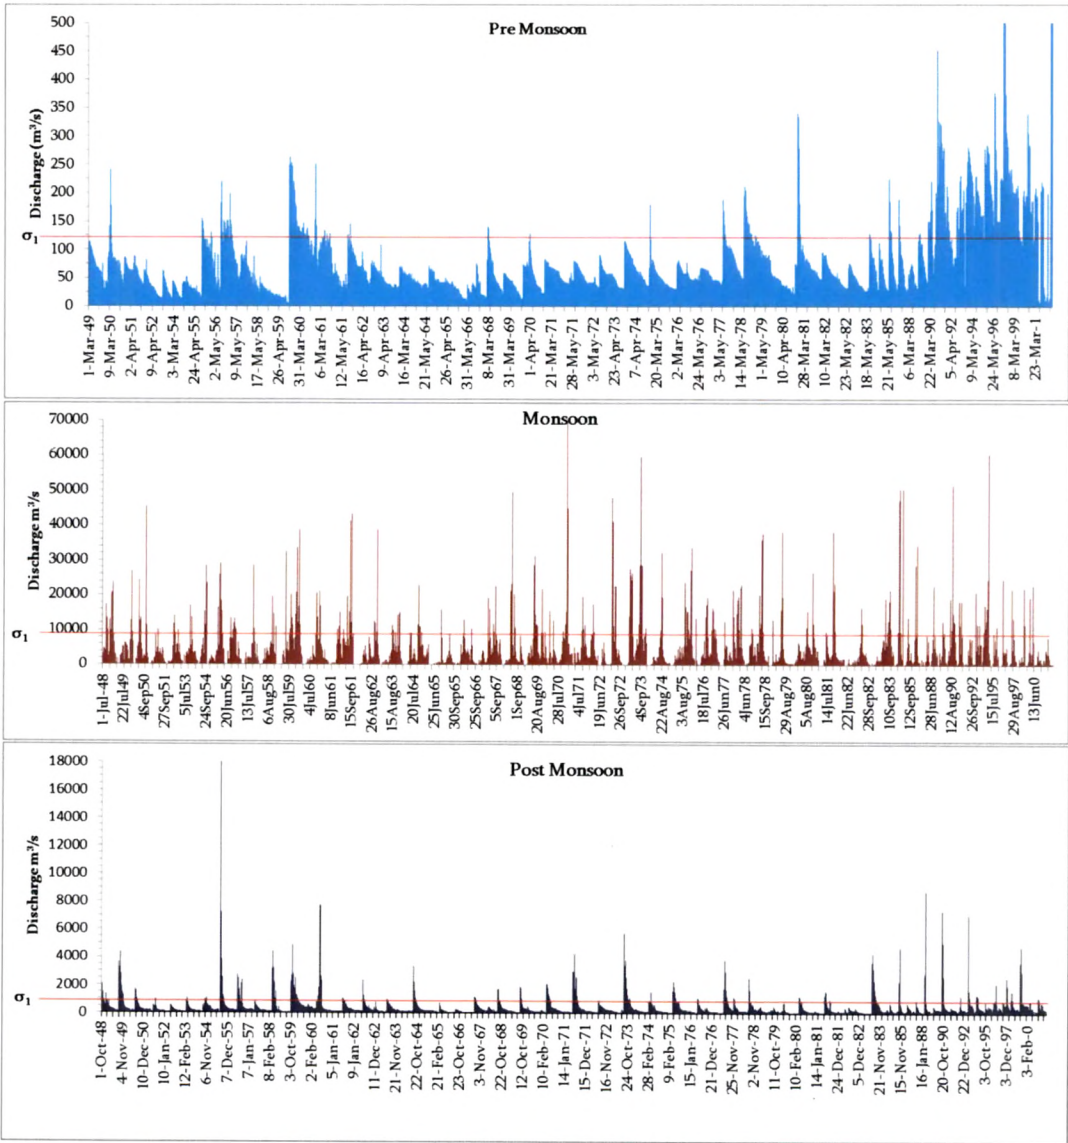 Pre Monsoon
Discharge (m³/s)
500
450
400
350
300
250
200
150
100
50
0
σ₁
1-Mar-49
9-Mar-50
2-Apr-51
9-Apr-52
3-Mar-54
24-Apr-55
2-May-56
9-May-57
17-May-58
26-Apr-59
31-Mar-60
6-Mar-61
12-May-61
16-Apr-62
9-Apr-63
16-Mar-64
21-May-64
26-Apr-65
31-May-66
8-Mar-68
31-Mar-69
1-Apr-70
21-Mar-71
28-May-71
3-May-72
23-Apr-73
7-Apr-74
20-Mar-75
2-Mar-76
24-May-76
3-May-77
14-May-78
1-May-79
10-Apr-80
28-Mar-81
10-Mar-82
23-May-82
18-May-83
21-May-85
6-Mar-88
22-Mar-90
5-Apr-92
9-May-94
24-May-96
8-Mar-99
23-Mar-1
Monsoon
Discharge m³/s
70000
60000
50000
40000
30000
20000
10000
0
σ₁
1-Jul-48
22Jul49
4Sep50
27Sep51
5Jul53
24Sep54
20Jun56
13Jul57
6Aug58
30Jul59
4Jul60
8Jun61
15Sep61
26Aug62
15Aug63
20Jul64
25Jun65
30Sep65
25Sep66
5Sep67
1Sep68
20Aug69
28Jul70
4Jul71
19Jun72
26Sep72
4Sep73
22Aug74
3Aug75
18Jul76
7Jul77
4Jun78
15Sep78
29Aug79
5Aug80
14Jul81
22Jun82
28Sep82
10Sep83
12Sep85
28Jun88
12Aug90
26Sep92
15Jul95
29Aug97
13Jun0
Post Monsoon
Discharge m³/s
18000
16000
14000
12000
10000
8000
6000
4000
2000
0
σ₁
1-Oct-48
4-Nov-49
10-Dec-50
10-Jan-52
12-Feb-53
6-Nov-54
7-Dec-55
7-Jan-57
8-Feb-58
3-Oct-59
2-Feb-60
5-Jan-61
9-Jan-62
11-Dec-62
21-Nov-63
22-Oct-64
2-Feb-65
23-Oct-66
3-Nov-67
22-Oct-68
12-Oct-69
10-Feb-70
14-Jan-71
15-Dec-71
16-Nov-72
24-Oct-73
28-Feb-74
9-Feb-75
15-Jan-76
21-Dec-76
25-Nov-77
2-Nov-78
11-Oct-79
10-Feb-80
14-Jan-81
24-Dec-81
5-Dec-82
21-Nov-83
15-Nov-85
16-Jan-88
20-Oct-90
22-Dec-92
3-Oct-95
3-Dec-97
3-Feb-0